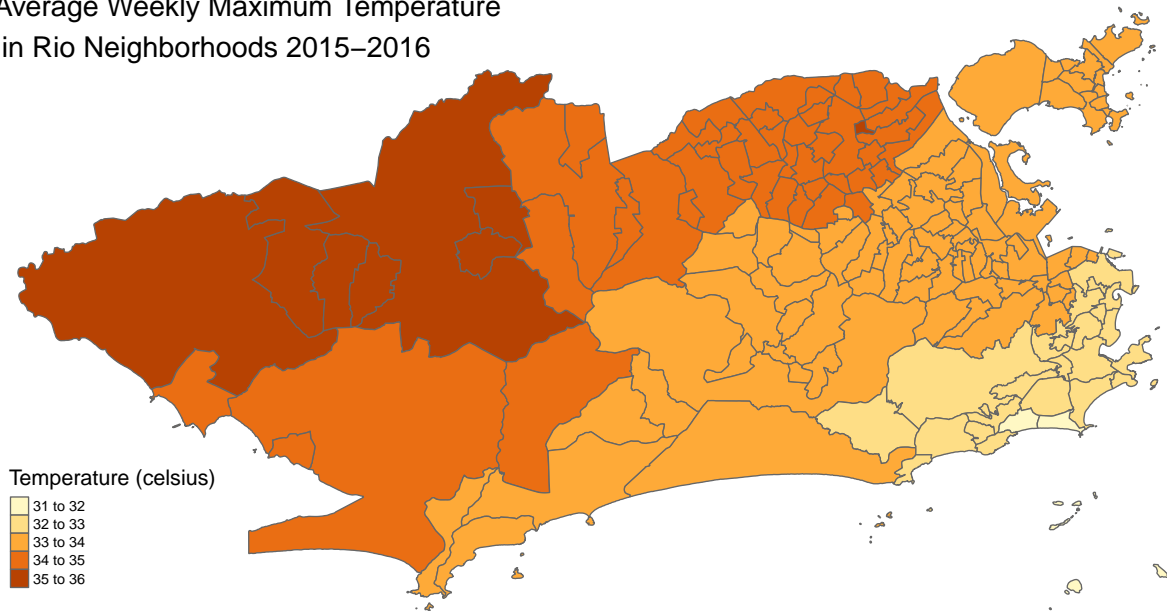 Average Weekly Maximum Temperature
in Rio Neighborhoods 2015–2016
Temperature (celsius)
31 to 32
32 to 33
33 to 34
34 to 35
35 to 36